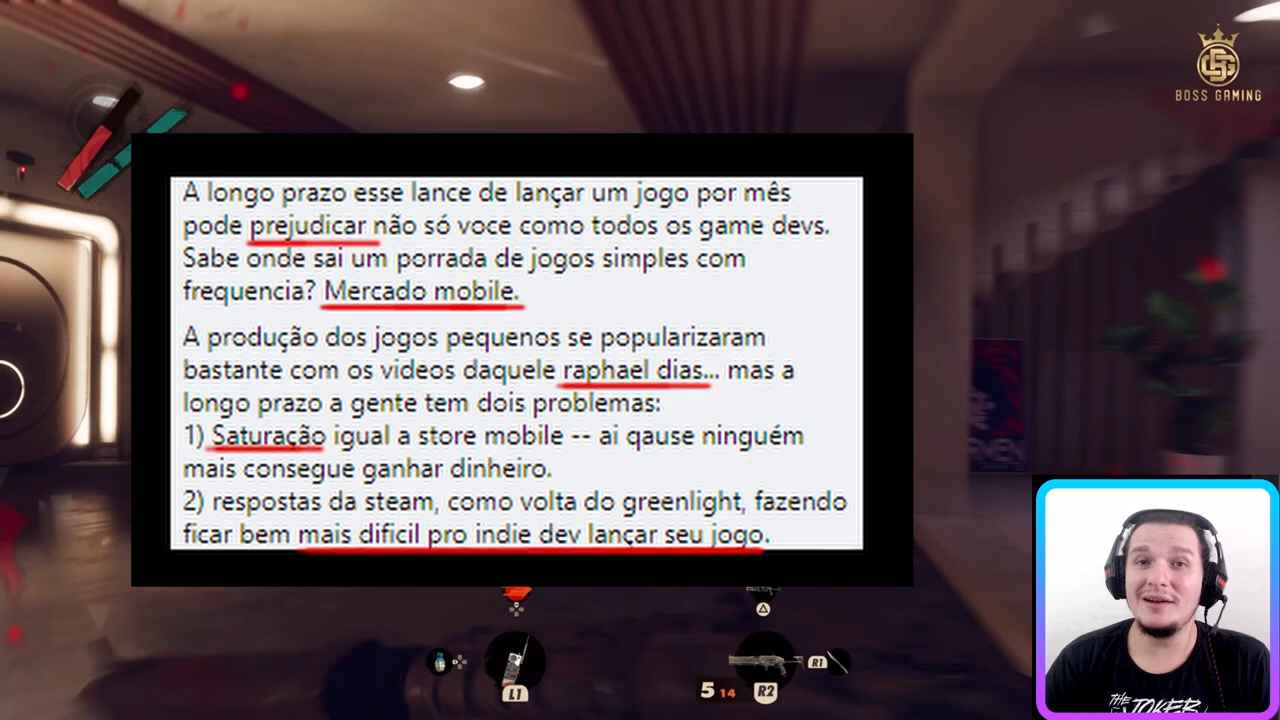 BOSS GAMING
A longo prazo esse lance de lançar um jogo por mês
pode prejudicar não só voce como todos os game devs.
Sabe onde sai um porrada de jogos simples com
frequencia? Mercado mobile.
A produção dos jogos pequenos se popularizaram
bastante com os videos daquele raphael dias... mas a
longo prazo a gente tem dois problemas:
1) Saturação igual a store mobile -- ai qause ninguém
mais consegue ganhar dinheiro.
2) respostas da steam, como volta do greenlight, fazendo
ficar bem mais dificil pro indie dev lançar seu jogo.
L1
5 14
R2
R1
THE
JOKER